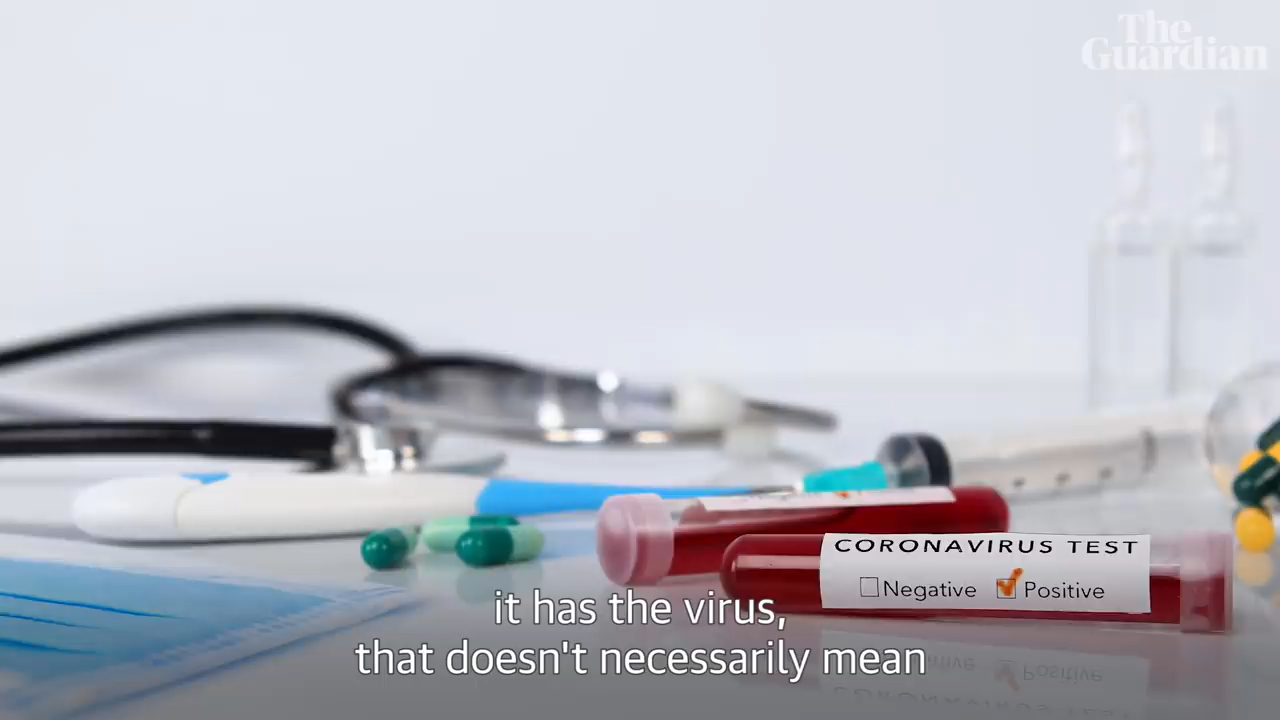 The
Guardian
CORONAVIRUS TEST
Negative Positive
it has the virus,
that doesn't necessarily mean